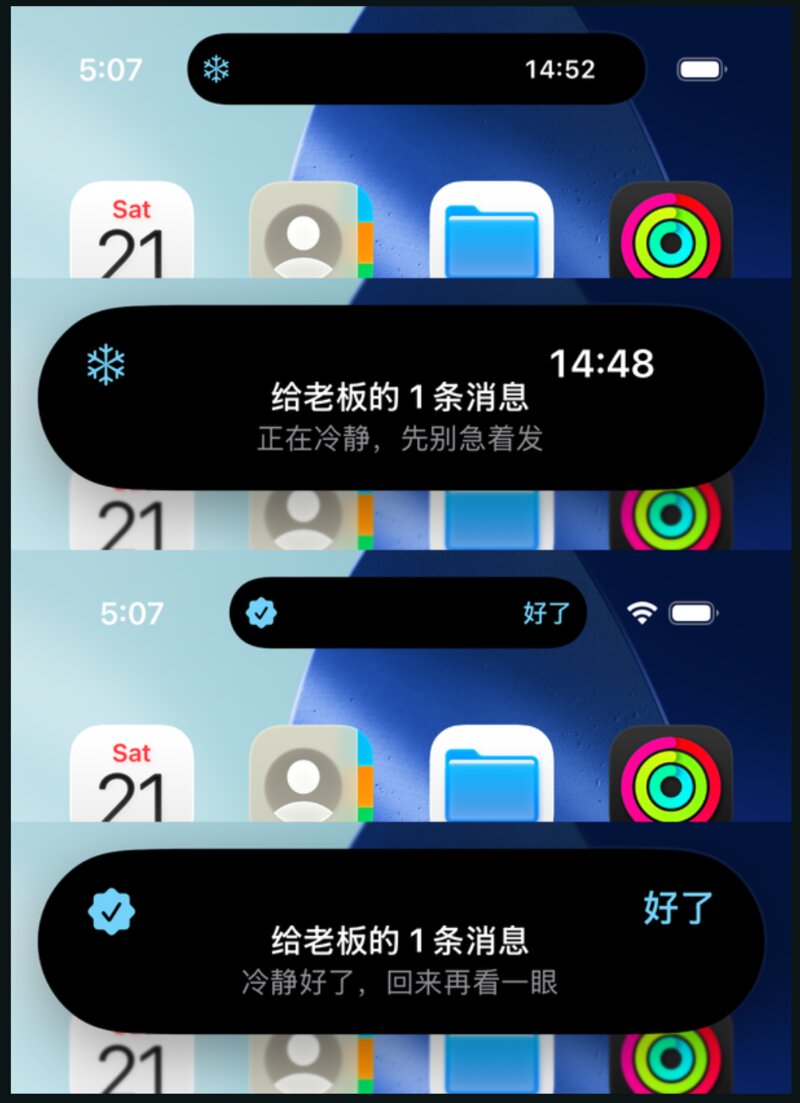 5:07 14:52
Sat
21
14:48
给老板的 1 条消息
正在冷静，先别急着发
21
5:07 好了
Sat
21
好了
给老板的 1 条消息
冷静好了，回来再看一眼
21